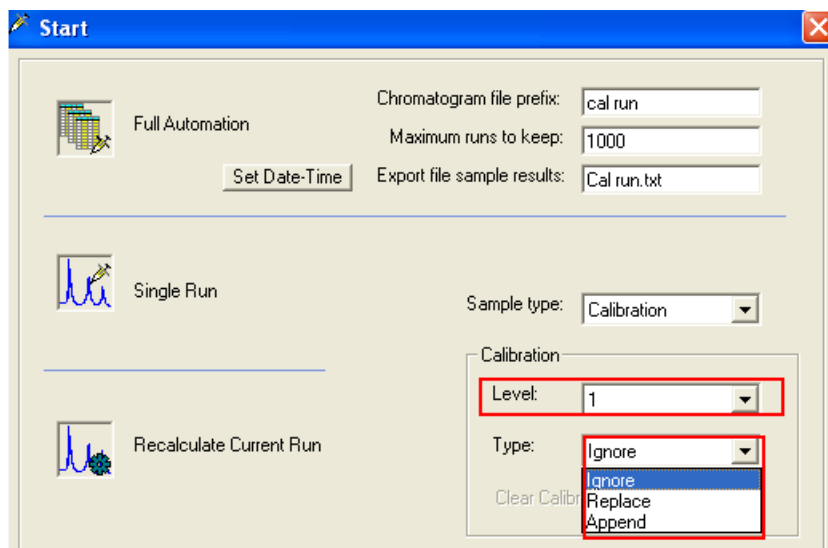 Start
Chromatogram file prefix: cal run
Full Automation
Maximum runs to keep: 1000
Set Date-Time
Export file sample results: Cal run.txt
Single Run
Sample type: Calibration
Calibration
Level: 1
Recalculate Current Run
Type: Ignore
Ignore
Clear Calibr
Replace
Append